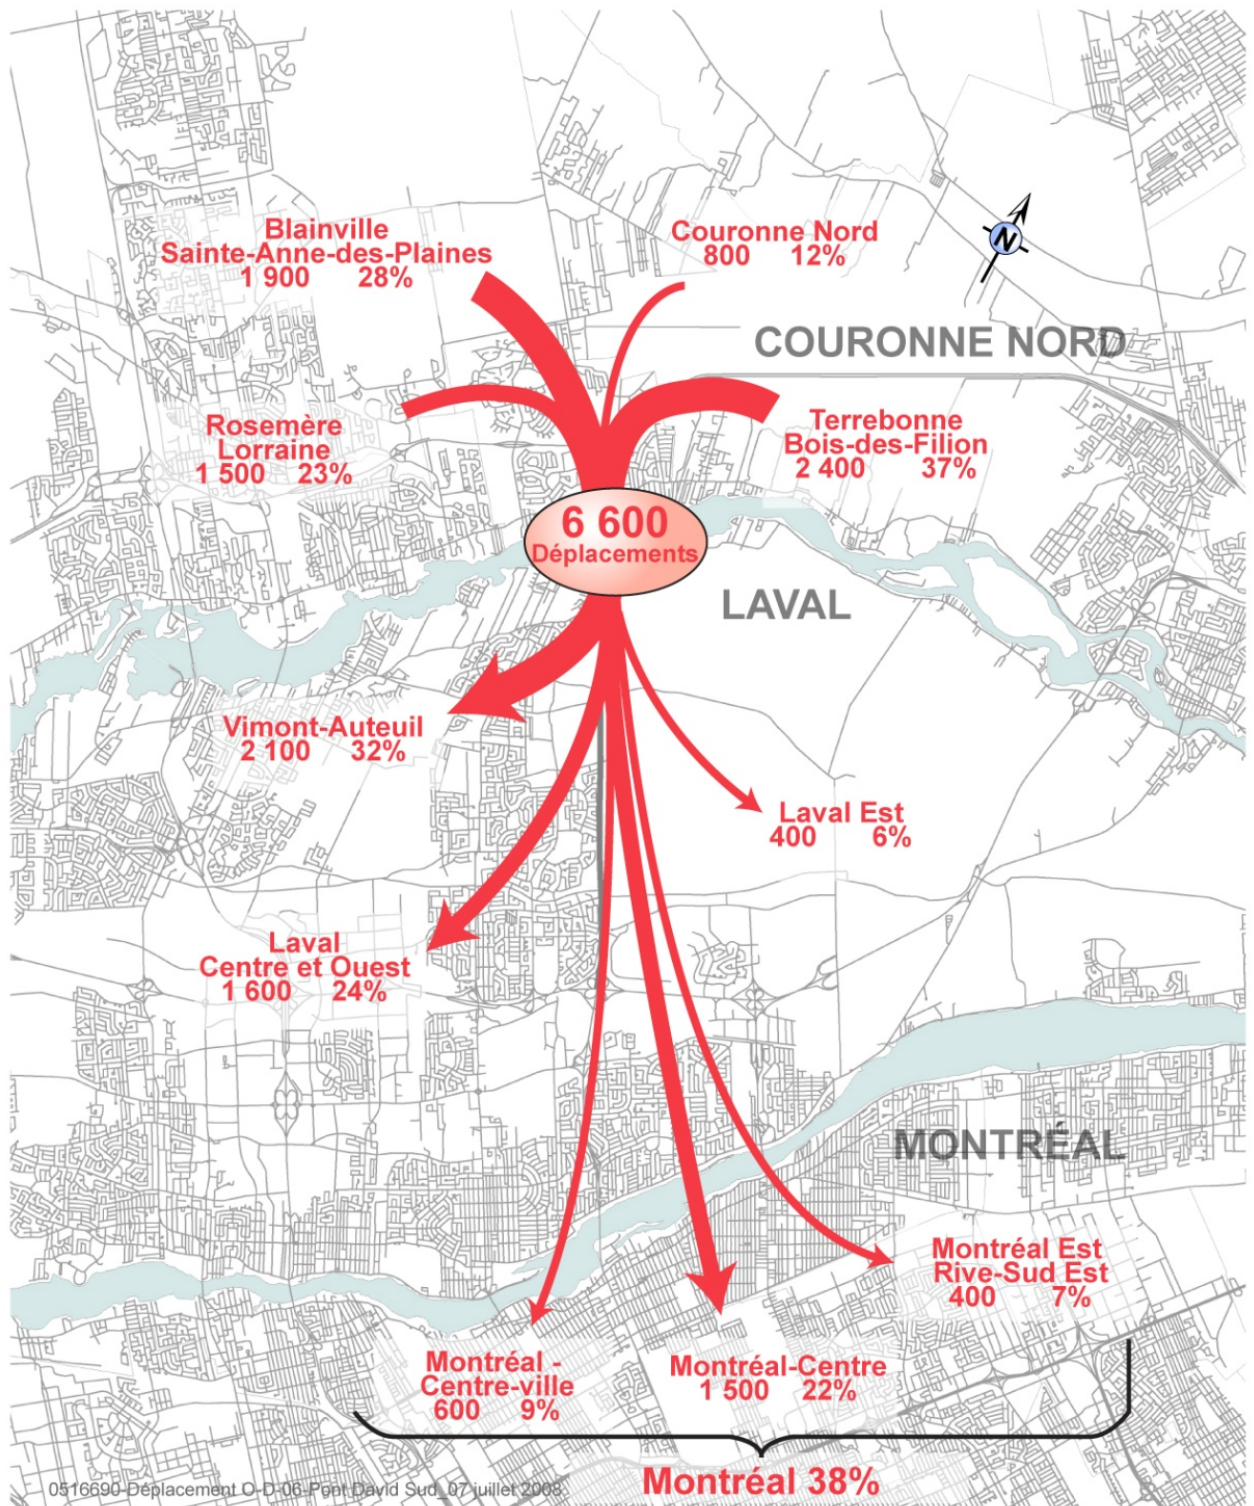 Blainville
Sainte-Anne-des-Plaines
1 900 28%
Couronne Nord
800 12%
N
COURONNE NORD
Rosemère
Lorraine
1 500 23%
Terrebonne
Bois-des-Filion
2 400 37%
6 600
Déplacements
LAVAL
Vimont-Auteuil
2 100 32%
Laval Est
400 6%
Laval
Centre et Ouest
1 600 24%
MONTRÉAL
Montréal Est
Rive-Sud Est
400 7%
Montréal -
Centre-ville
600 9%
Montréal-Centre
1 500 22%
Montréal 38%
0516690-Déplacement O-D-06-Pont David Sud_07 juillet 2008